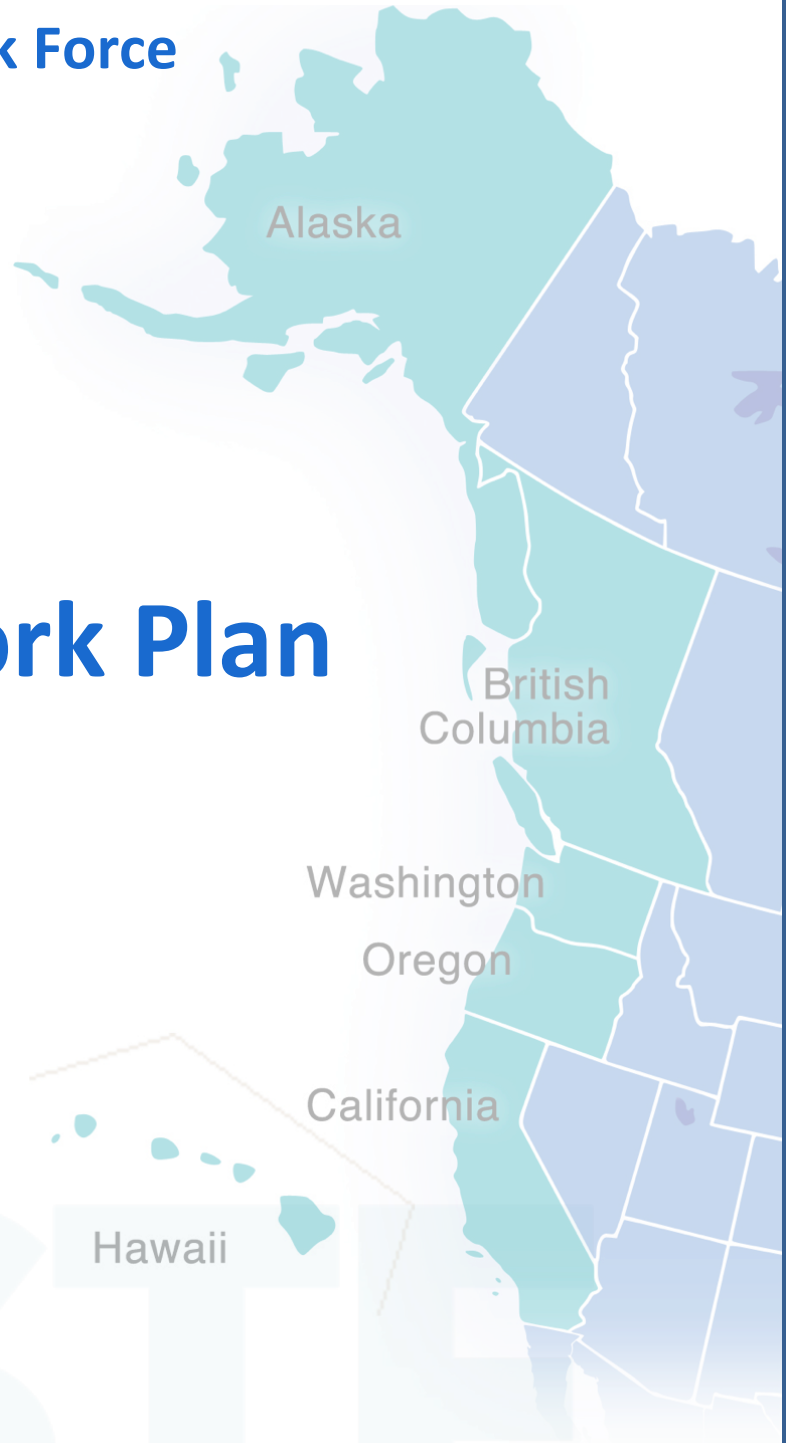 k Force
Alaska
ork Plan
British
Columbia
Washington
Oregon
California
Hawaii